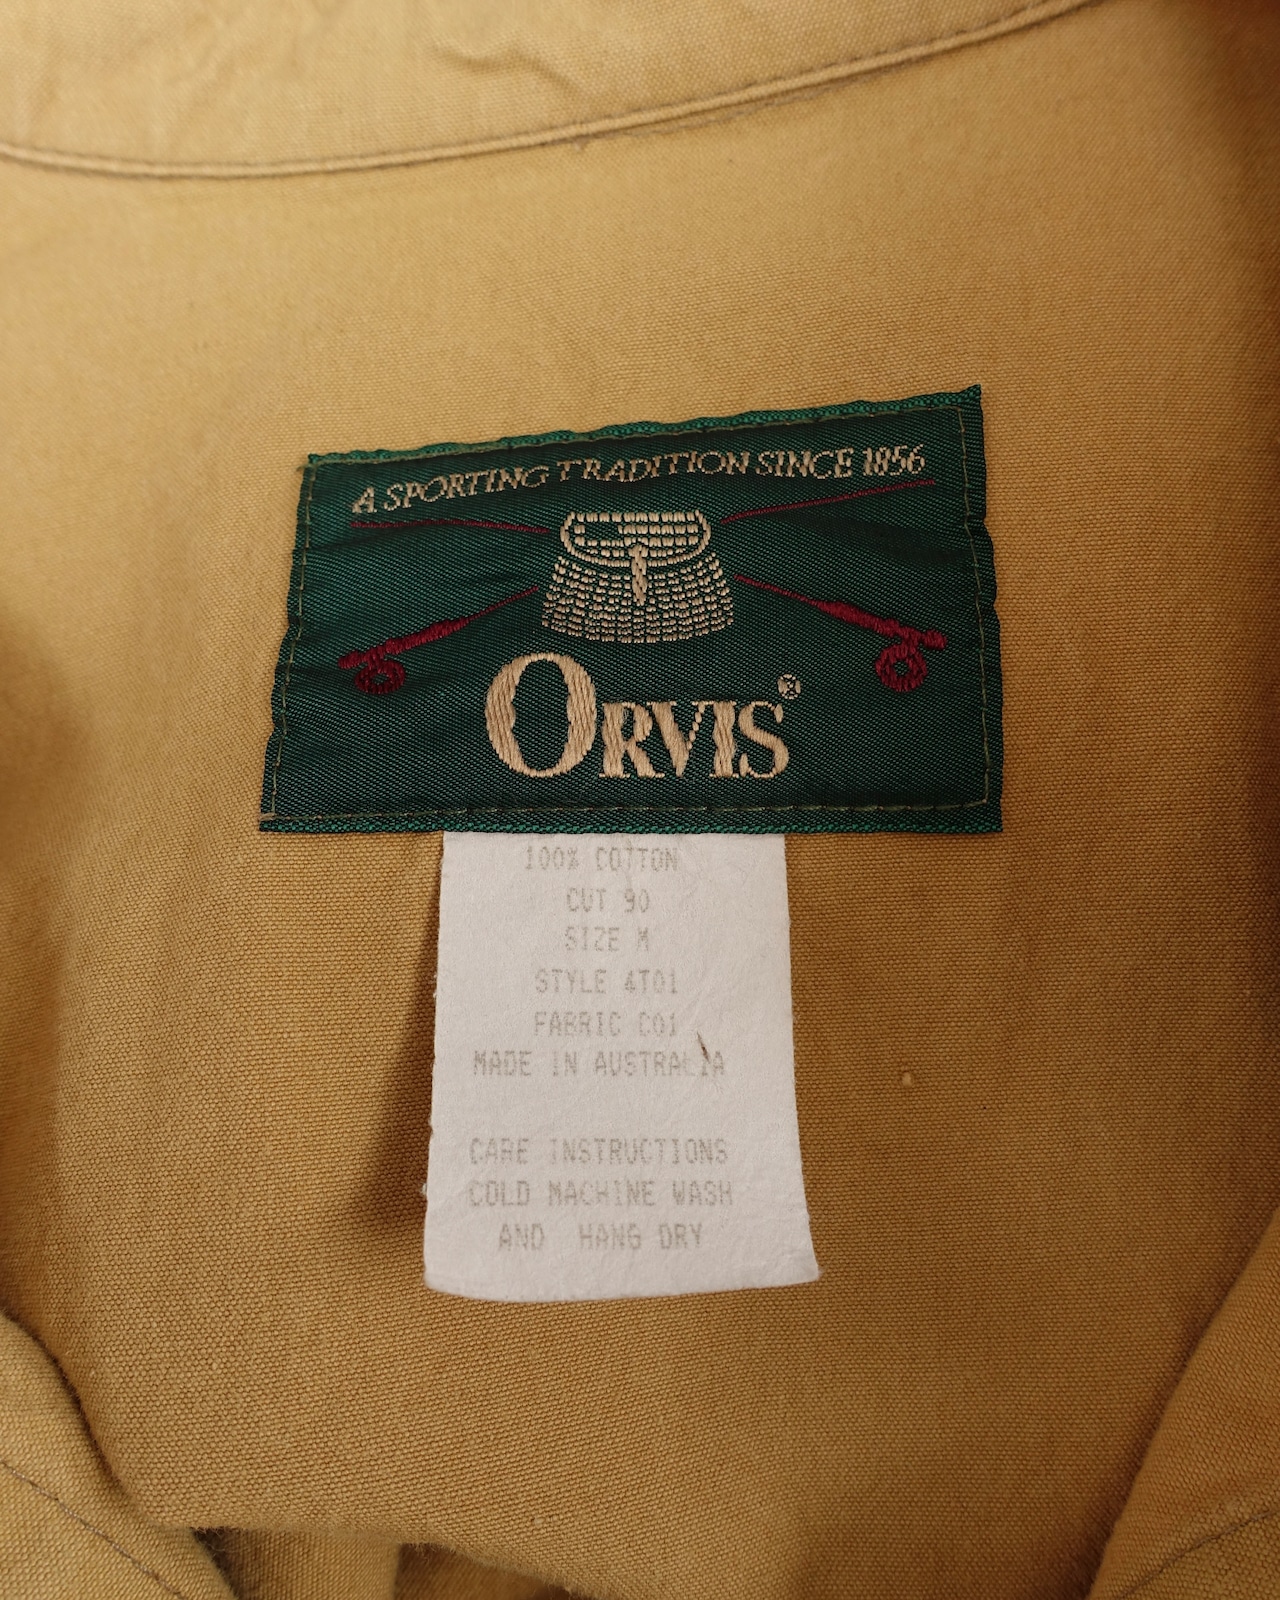 A SPORTING TRADITION SINCE 1856
ORVIS®
100% COTTON
CUT 90
SIZE M
STYLE 4T01
FABRIC C01
MADE IN AUSTRALIA
CARE INSTRUCTIONS
COLD MACHINE WASH
AND HANG DRY